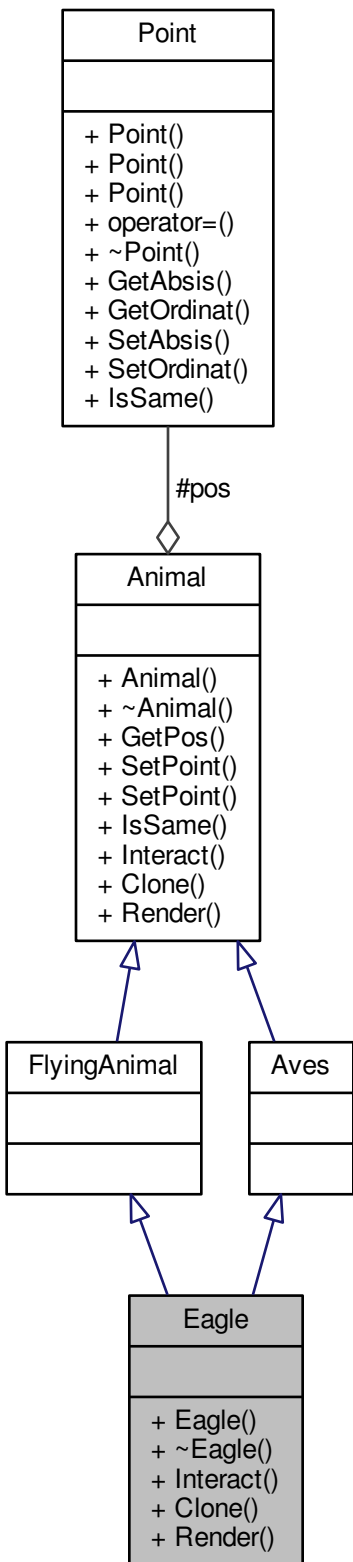 Point
+ Point()
+ Point()
+ Point()
+ operator=()
+ ~Point()
+ GetAbsis()
+ GetOrdinat()
+ SetAbsis()
+ SetOrdinat()
+ IsSame()
#pos
Animal
+ Animal()
+ ~Animal()
+ GetPos()
+ SetPoint()
+ SetPoint()
+ IsSame()
+ Interact()
+ Clone()
+ Render()
FlyingAnimal
Aves
Eagle
+ Eagle()
+ ~Eagle()
+ Interact()
+ Clone()
+ Render()